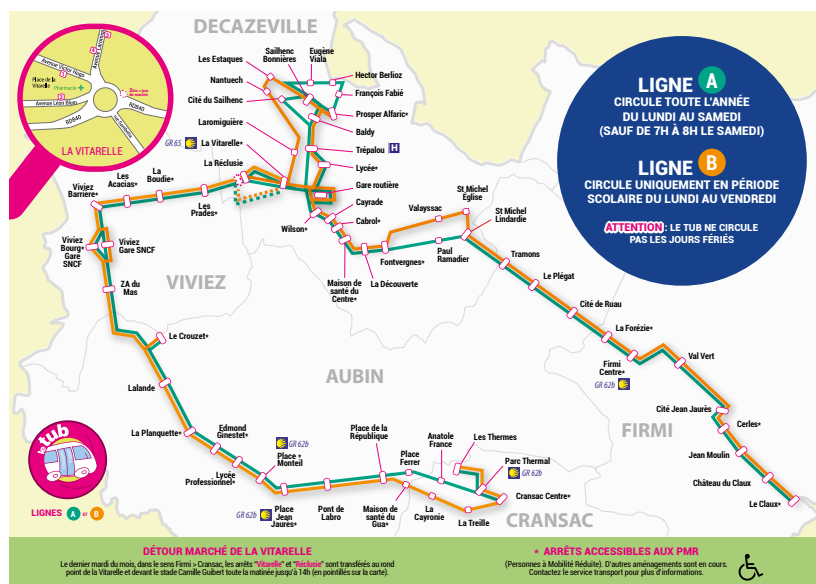 DECAZEVILLE
Avenue Victor Hugo
Avenue Laromiguière
Place de la
Vitarelle
Pharmacie +
Avenue Léon Blum
RD840
RD840
LA VITARELLE
Les Estaques
Nantuech
Cité du Sailhenc
Laromiguière
GR 65
La Vitarelle*
La Réclusie
Sailhenc
Bonnières
Eugène
Viala
Hector Berlioz
François Fabié
Prosper Alfaric*
Baldy
Trépalou H
Lycée*
Gare routière
Cayrade
Cabrol*
Wilson*
Maison de
santé du
Centre*
La Découverte
Fontvergnes*
Valayssac
Paul
Ramadier
St Michel
Église
St Michel
Lindardie
Tramons
Le Plégat
Cité de Ruau
La Forézie*
Firmi
Centre*
GR 62b
Val Vert
Cité Jean Jaurès
Cerles*
Jean Moulin
Château du Claux
Le Claux*
FIRMI
Viviez
Barrière*
Les
Acacias*
La
Boudie*
Les
Prades*
Viviez
Bourg*
Gare
SNCF
Viviez
Gare SNCF
VIVIEZ
ZA du
Mas
Le Crouzet*
Lalande
La Planquette*
Edmond
Ginestet*
Lycée
Professionnel*
Place *
Monteil
GR 62b
GR 62b
Place
Jean
Jaurès*
Pont de
Labro
Place de la
République
Maison de
santé du
Gua*
Place
Ferrer
Anatole
France
La
Cayronie
La Treille
Les Thermes
Parc Thermal
GR 62b
Cransac Centre*
AUBIN
CRANSAC
LIGNE A
CIRCULE TOUTE L'ANNÉE
DU LUNDI AU SAMEDI
(SAUF DE 7H À 8H LE SAMEDI)
LIGNE B
CIRCULE UNIQUEMENT EN PÉRIODE
SCOLAIRE DU LUNDI AU VENDREDI
ATTENTION : LE TUB NE CIRCULE
PAS LES JOURS FÉRIÉS
le tub
LIGNES A ET B
DÉTOUR MARCHÉ DE LA VITARELLE
Le dernier mardi du mois, dans le sens Firmi > Cransac, les arrêts "Vitarelle" et "Réclusie" sont transférés au rond
point de la Vitarelle et devant le stade Camille Guibert toute la matinée jusqu'à 14h (en pointillés sur la carte).
* ARRÊTS ACCESSIBLES AUX PMR
(Personnes à Mobilité Réduite). D'autres aménagements sont en cours.
Contactez le service transport pour plus d'informations.